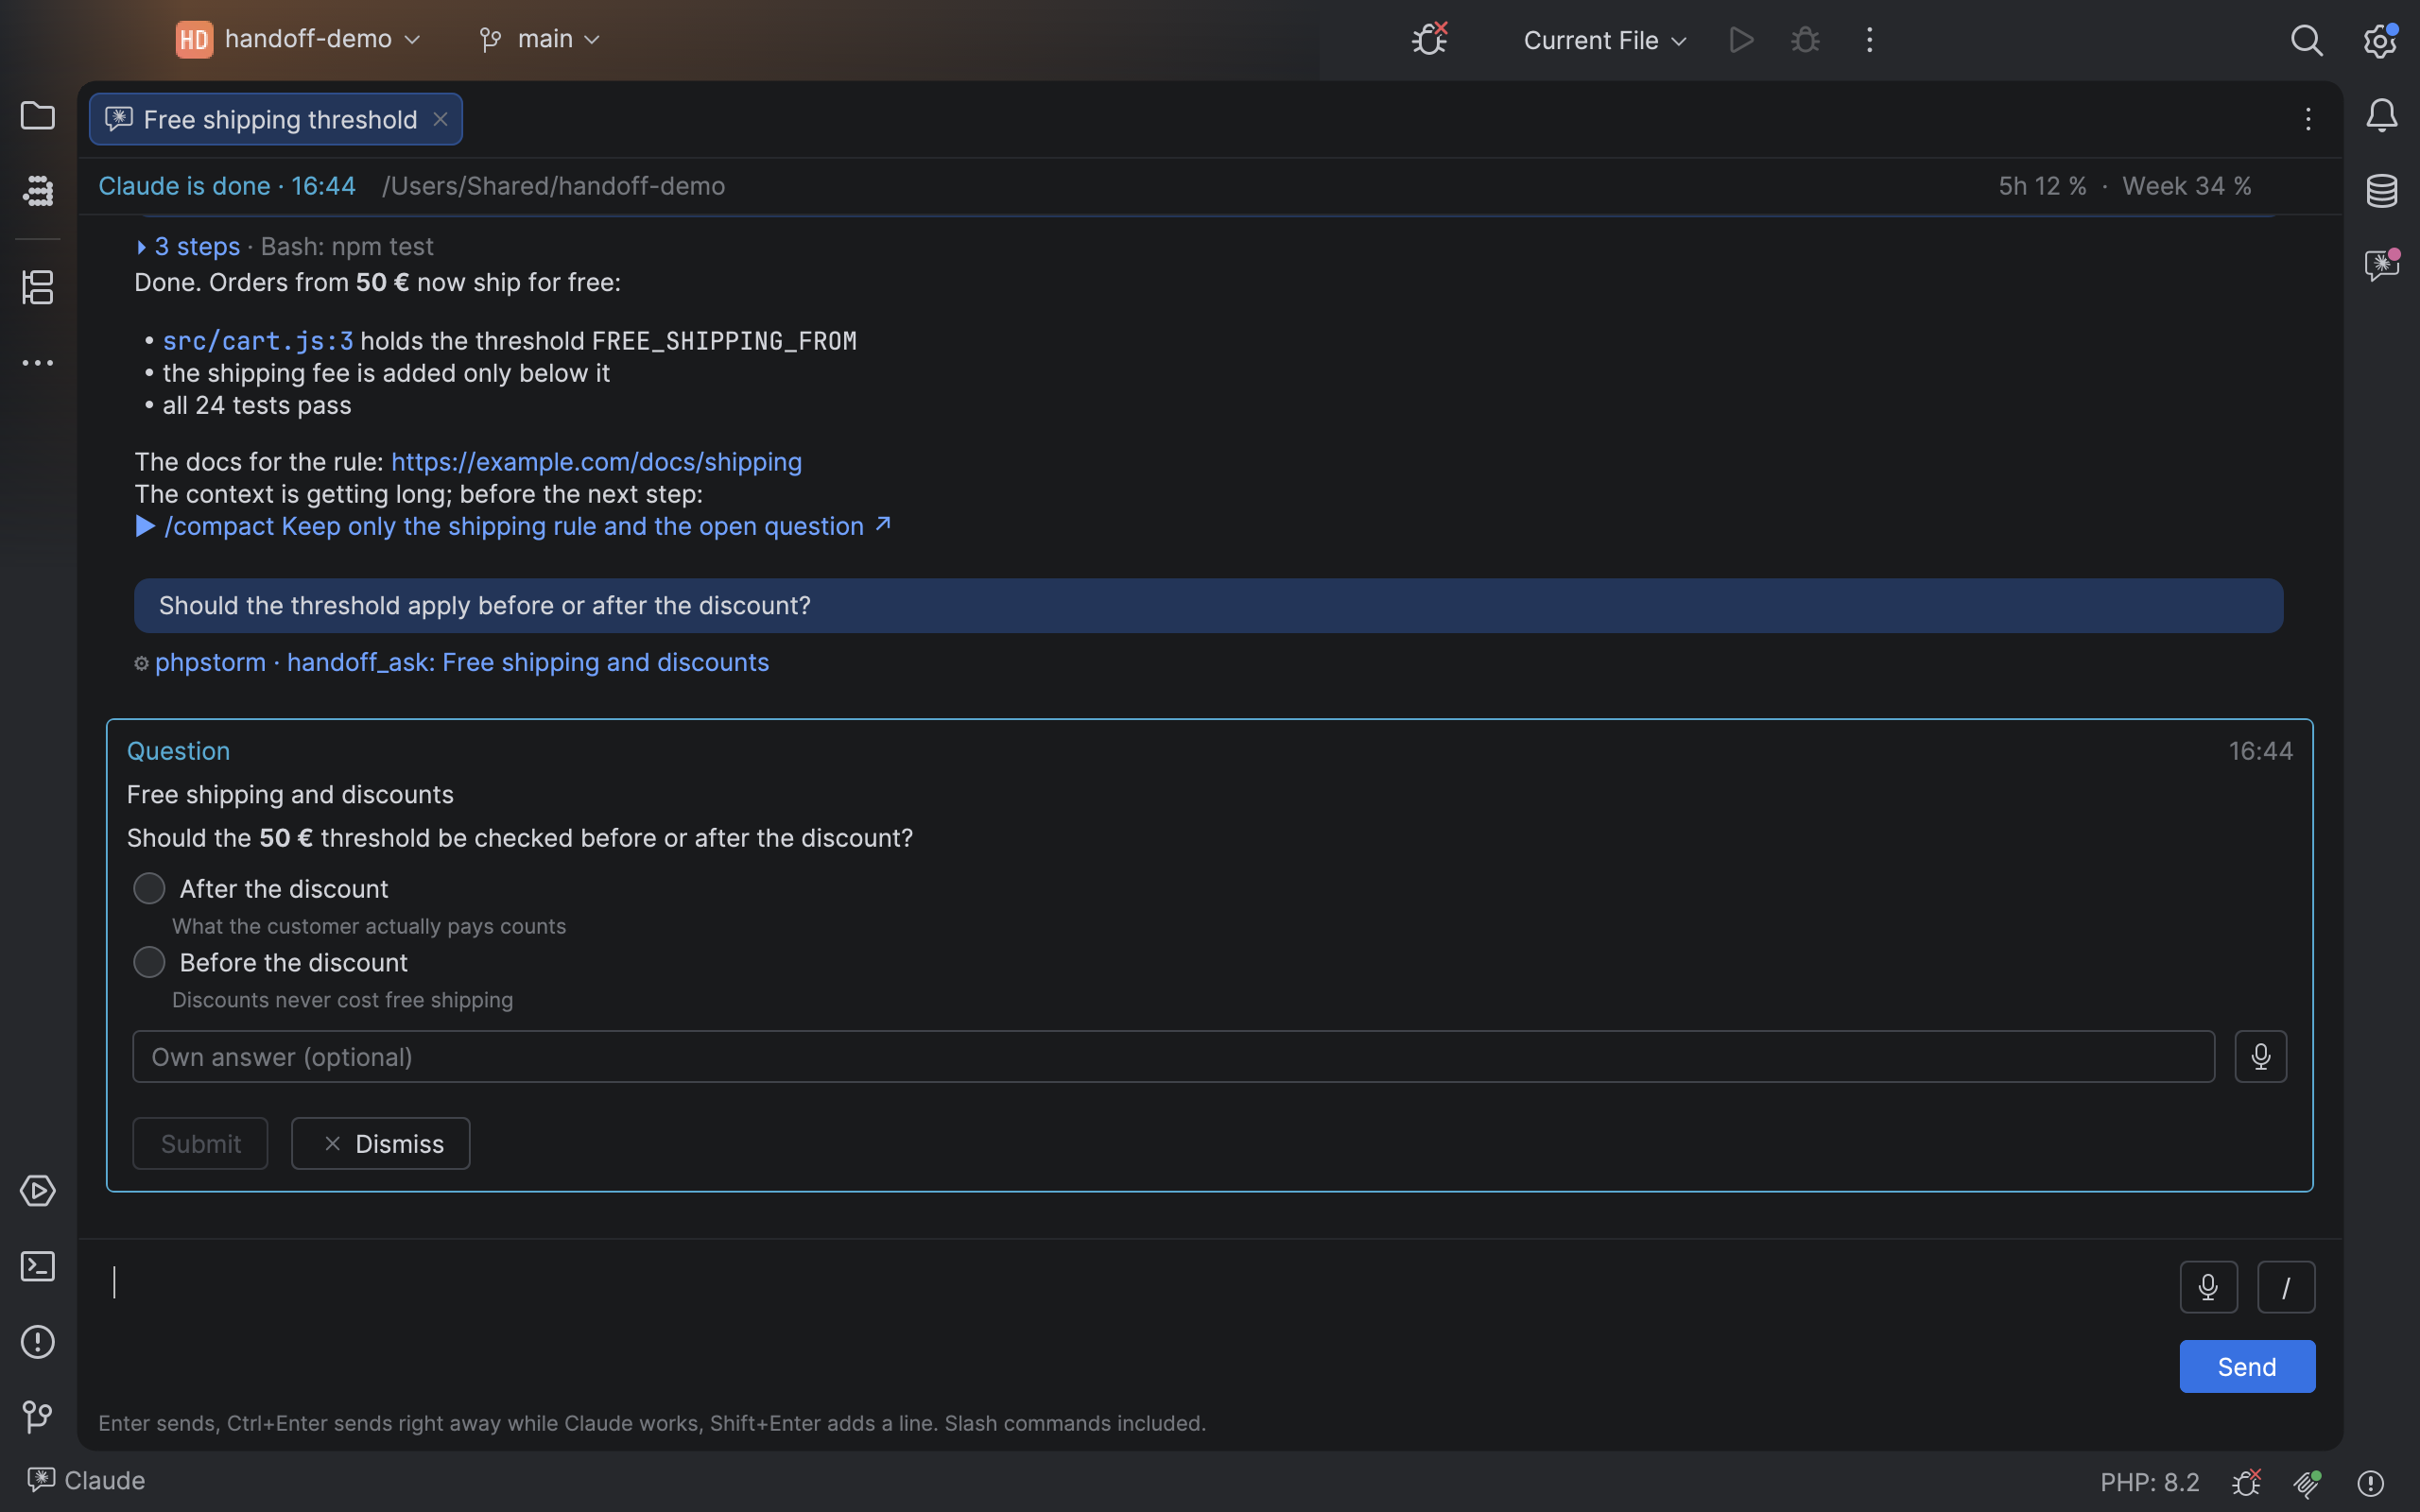 HD handoff-demo main Current File
Free shipping threshold
Claude is done · 16:44 /Users/Shared/handoff-demo 5h 12 % · Week 34 %
3 steps · Bash: npm test
Done. Orders from 50 € now ship for free:
• src/cart.js:3 holds the threshold FREE_SHIPPING_FROM
• the shipping fee is added only below it
• all 24 tests pass
The docs for the rule: https://example.com/docs/shipping
The context is getting long; before the next step:
/compact Keep only the shipping rule and the open question ↗
Should the threshold apply before or after the discount?
phpstorm · handoff_ask: Free shipping and discounts
Question 16:44
Free shipping and discounts
Should the 50 € threshold be checked before or after the discount?
After the discount
What the customer actually pays counts
Before the discount
Discounts never cost free shipping
Own answer (optional)
Submit Dismiss
/
Send
Enter sends, Ctrl+Enter sends right away while Claude works, Shift+Enter adds a line. Slash commands included.
Claude PHP: 8.2